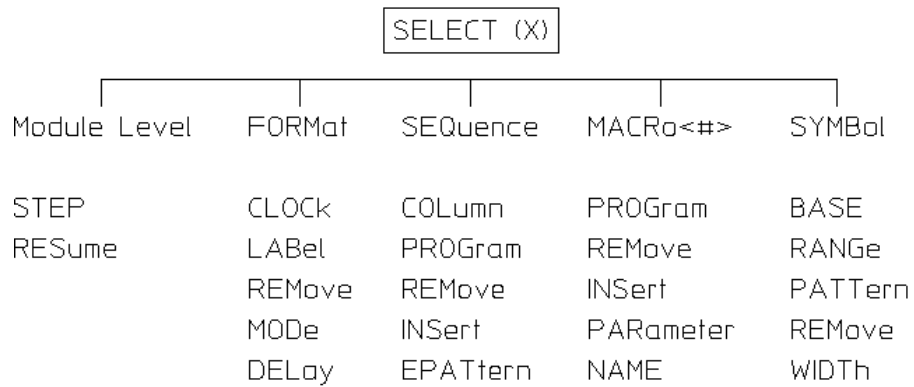 SELECT (X)
Module Level FORMat SEQuence MACRo<#> SYMBol
STEP CLOCk COLumn PROGram BASE
RESume LABel PROGram REMove RANGe
REMove REMove INSert PATTern
MODe INSert PARameter REMove
DELay EPATtern NAME WIDTh